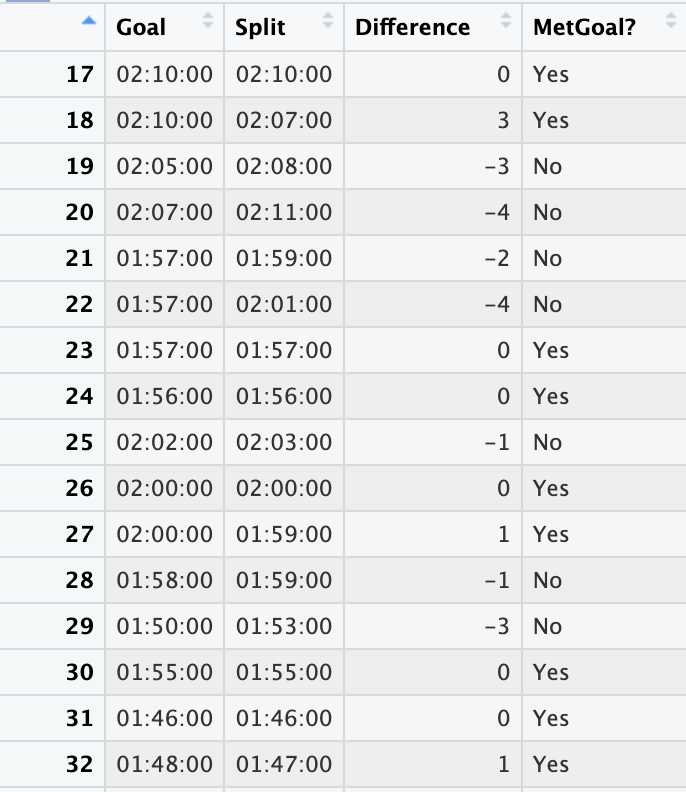 Goal Split Difference MetGoal?
17 02:10:00 02:10:00 0 Yes
18 02:10:00 02:07:00 3 Yes
19 02:05:00 02:08:00 -3 No
20 02:07:00 02:11:00 -4 No
21 01:57:00 01:59:00 -2 No
22 01:57:00 02:01:00 -4 No
23 01:57:00 01:57:00 0 Yes
24 01:56:00 01:56:00 0 Yes
25 02:02:00 02:03:00 -1 No
26 02:00:00 02:00:00 0 Yes
27 02:00:00 01:59:00 1 Yes
28 01:58:00 01:59:00 -1 No
29 01:50:00 01:53:00 -3 No
30 01:55:00 01:55:00 0 Yes
31 01:46:00 01:46:00 0 Yes
32 01:48:00 01:47:00 1 Yes